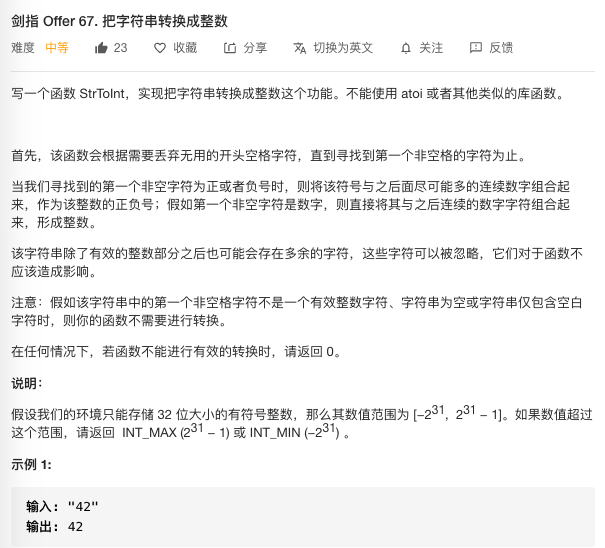 剑指 Offer 67. 把字符串转换成整数
难度 中等 23 收藏 分享 切换为英文 关注 反馈
写一个函数 StrToInt，实现把字符串转换成整数这个功能。不能使用 atoi 或者其他类似的库函数。
首先，该函数会根据需要丢弃无用的开头空格字符，直到寻找到第一个非空格的字符为止。
当我们寻找到的第一个非空字符为正或者负号时，则将该符号与之后面尽可能多的连续数字组合起
来，作为该整数的正负号；假如第一个非空字符是数字，则直接将其与之后连续的数字字符组合起
来，形成整数。
该字符串除了有效的整数部分之后也可能会存在多余的字符，这些字符可以被忽略，它们对于函数不
应该造成影响。
注意：假如该字符串中的第一个非空格字符不是一个有效整数字符、字符串为空或字符串仅包含空白
字符时，则你的函数不需要进行转换。
在任何情况下，若函数不能进行有效的转换时，请返回 0。
说明：
假设我们的环境只能存储 32 位大小的有符号整数，那么其数值范围为 [−2^31, 2^31 − 1]。如果数值超过
这个范围，请返回 INT_MAX (2^31 − 1) 或 INT_MIN (−2^31) 。
示例 1:
输入: "42"
输出: 42